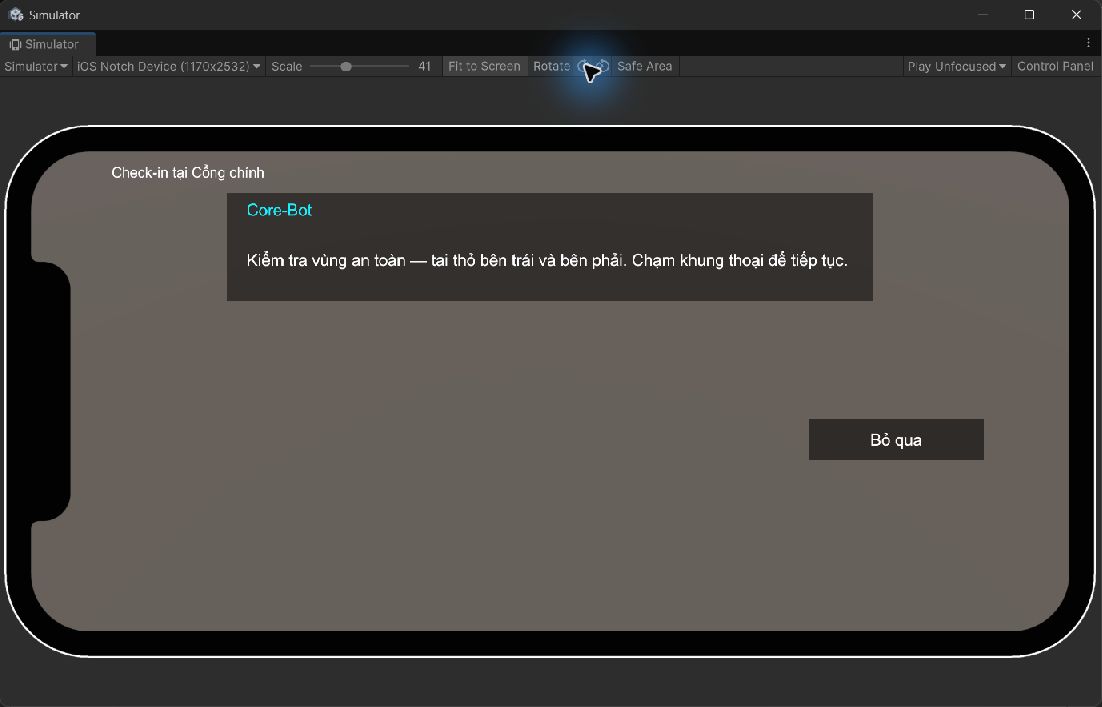 Simulator
Simulator
Simulator iOS Notch Device (1170x2532) Scale 41 Fit to Screen Rotate Safe Area Play Unfocused Control Panel
Check-in tại Cổng chính
Core-Bot
Kiểm tra vùng an toàn — tai thỏ bên trái và bên phải. Chạm khung thoại để tiếp tục.
Bỏ qua